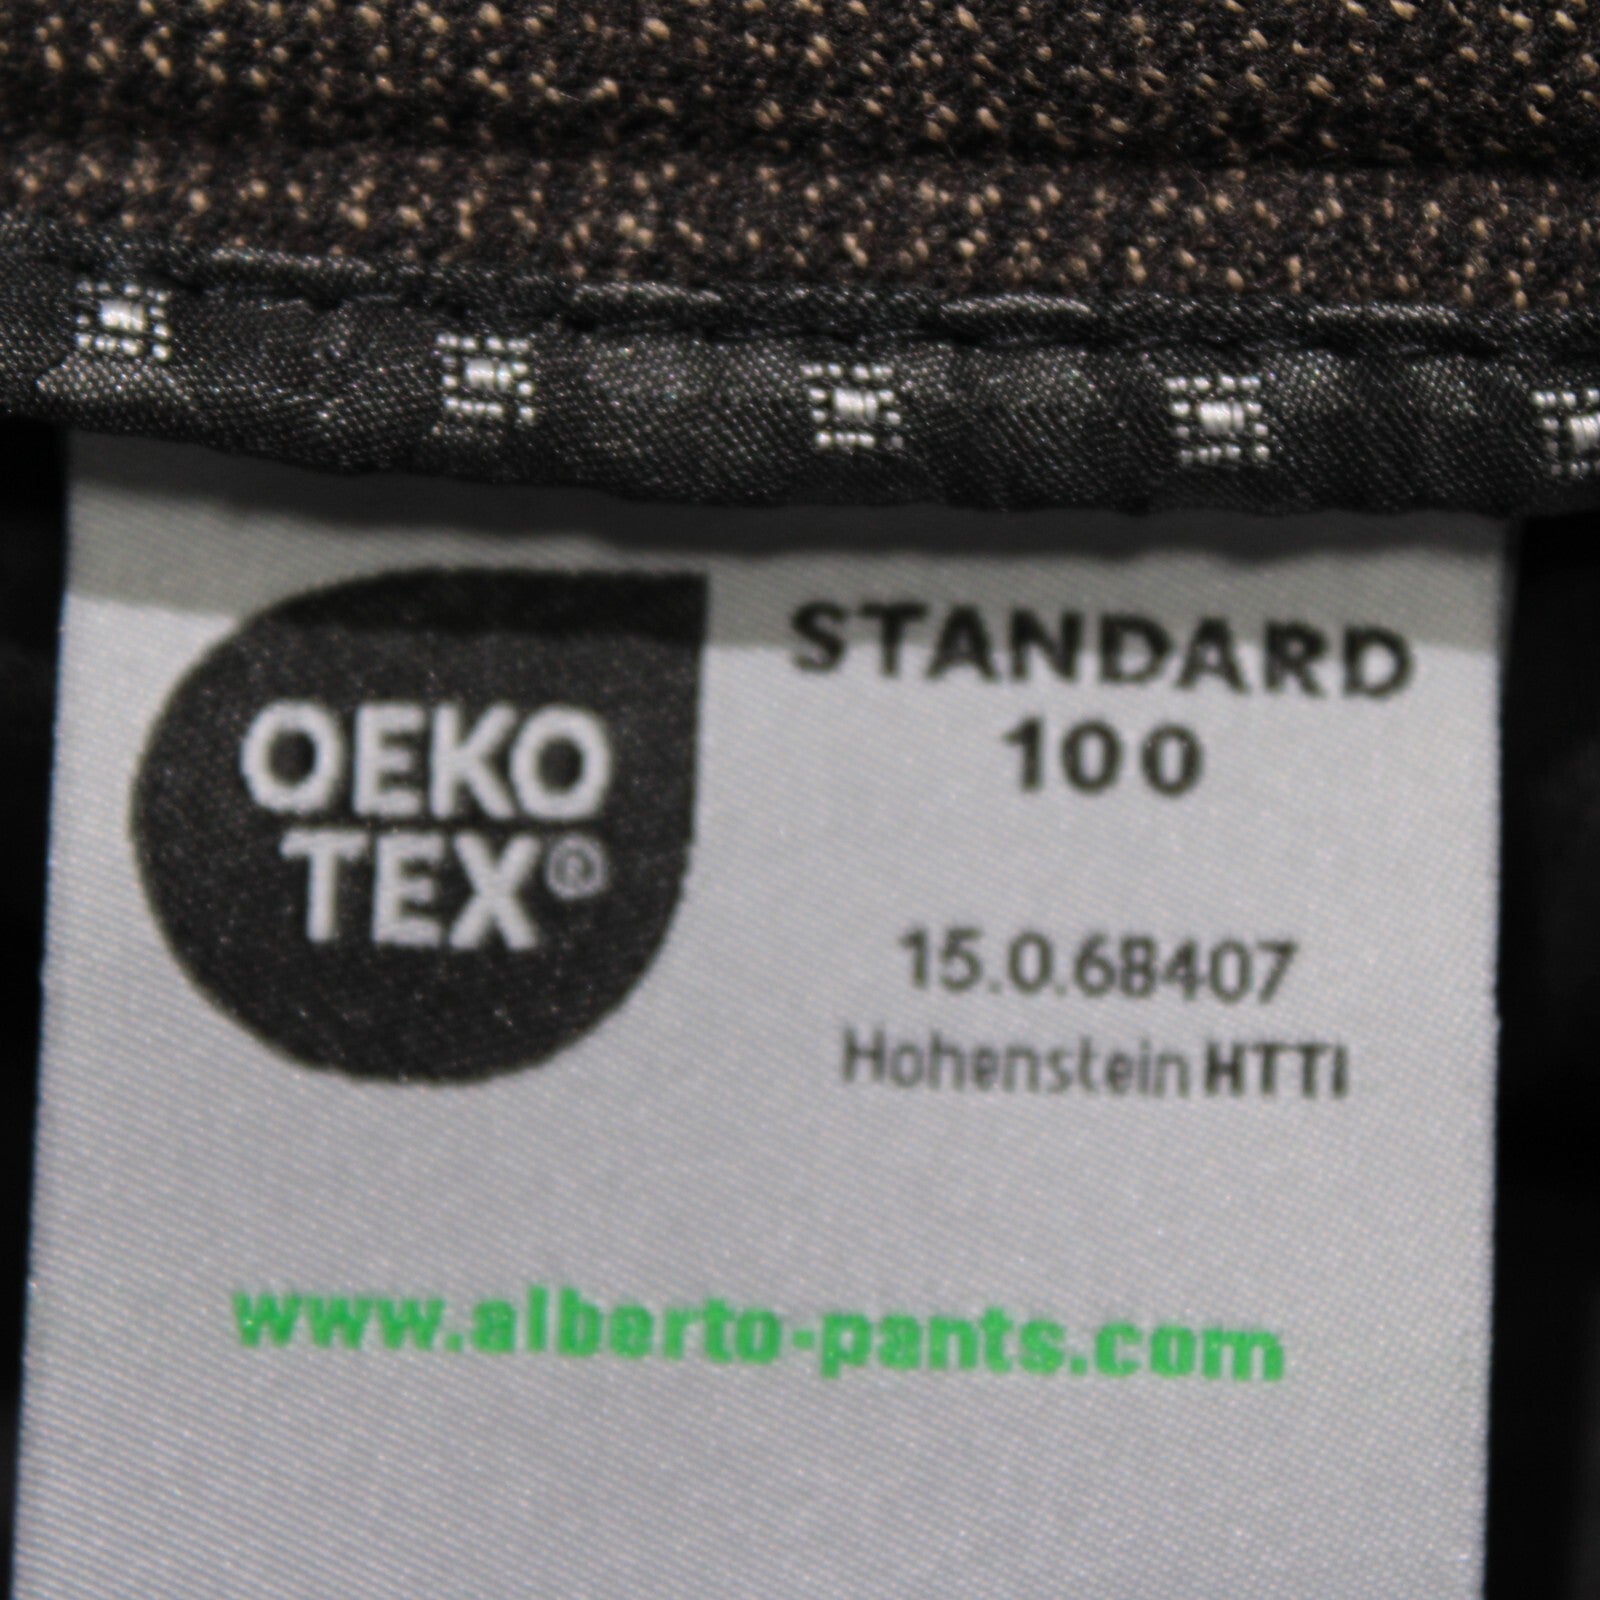 OEKO
TEX®
STANDARD
100
15.0.68407
Hohenstein HTTI
www.alberto-pants.com